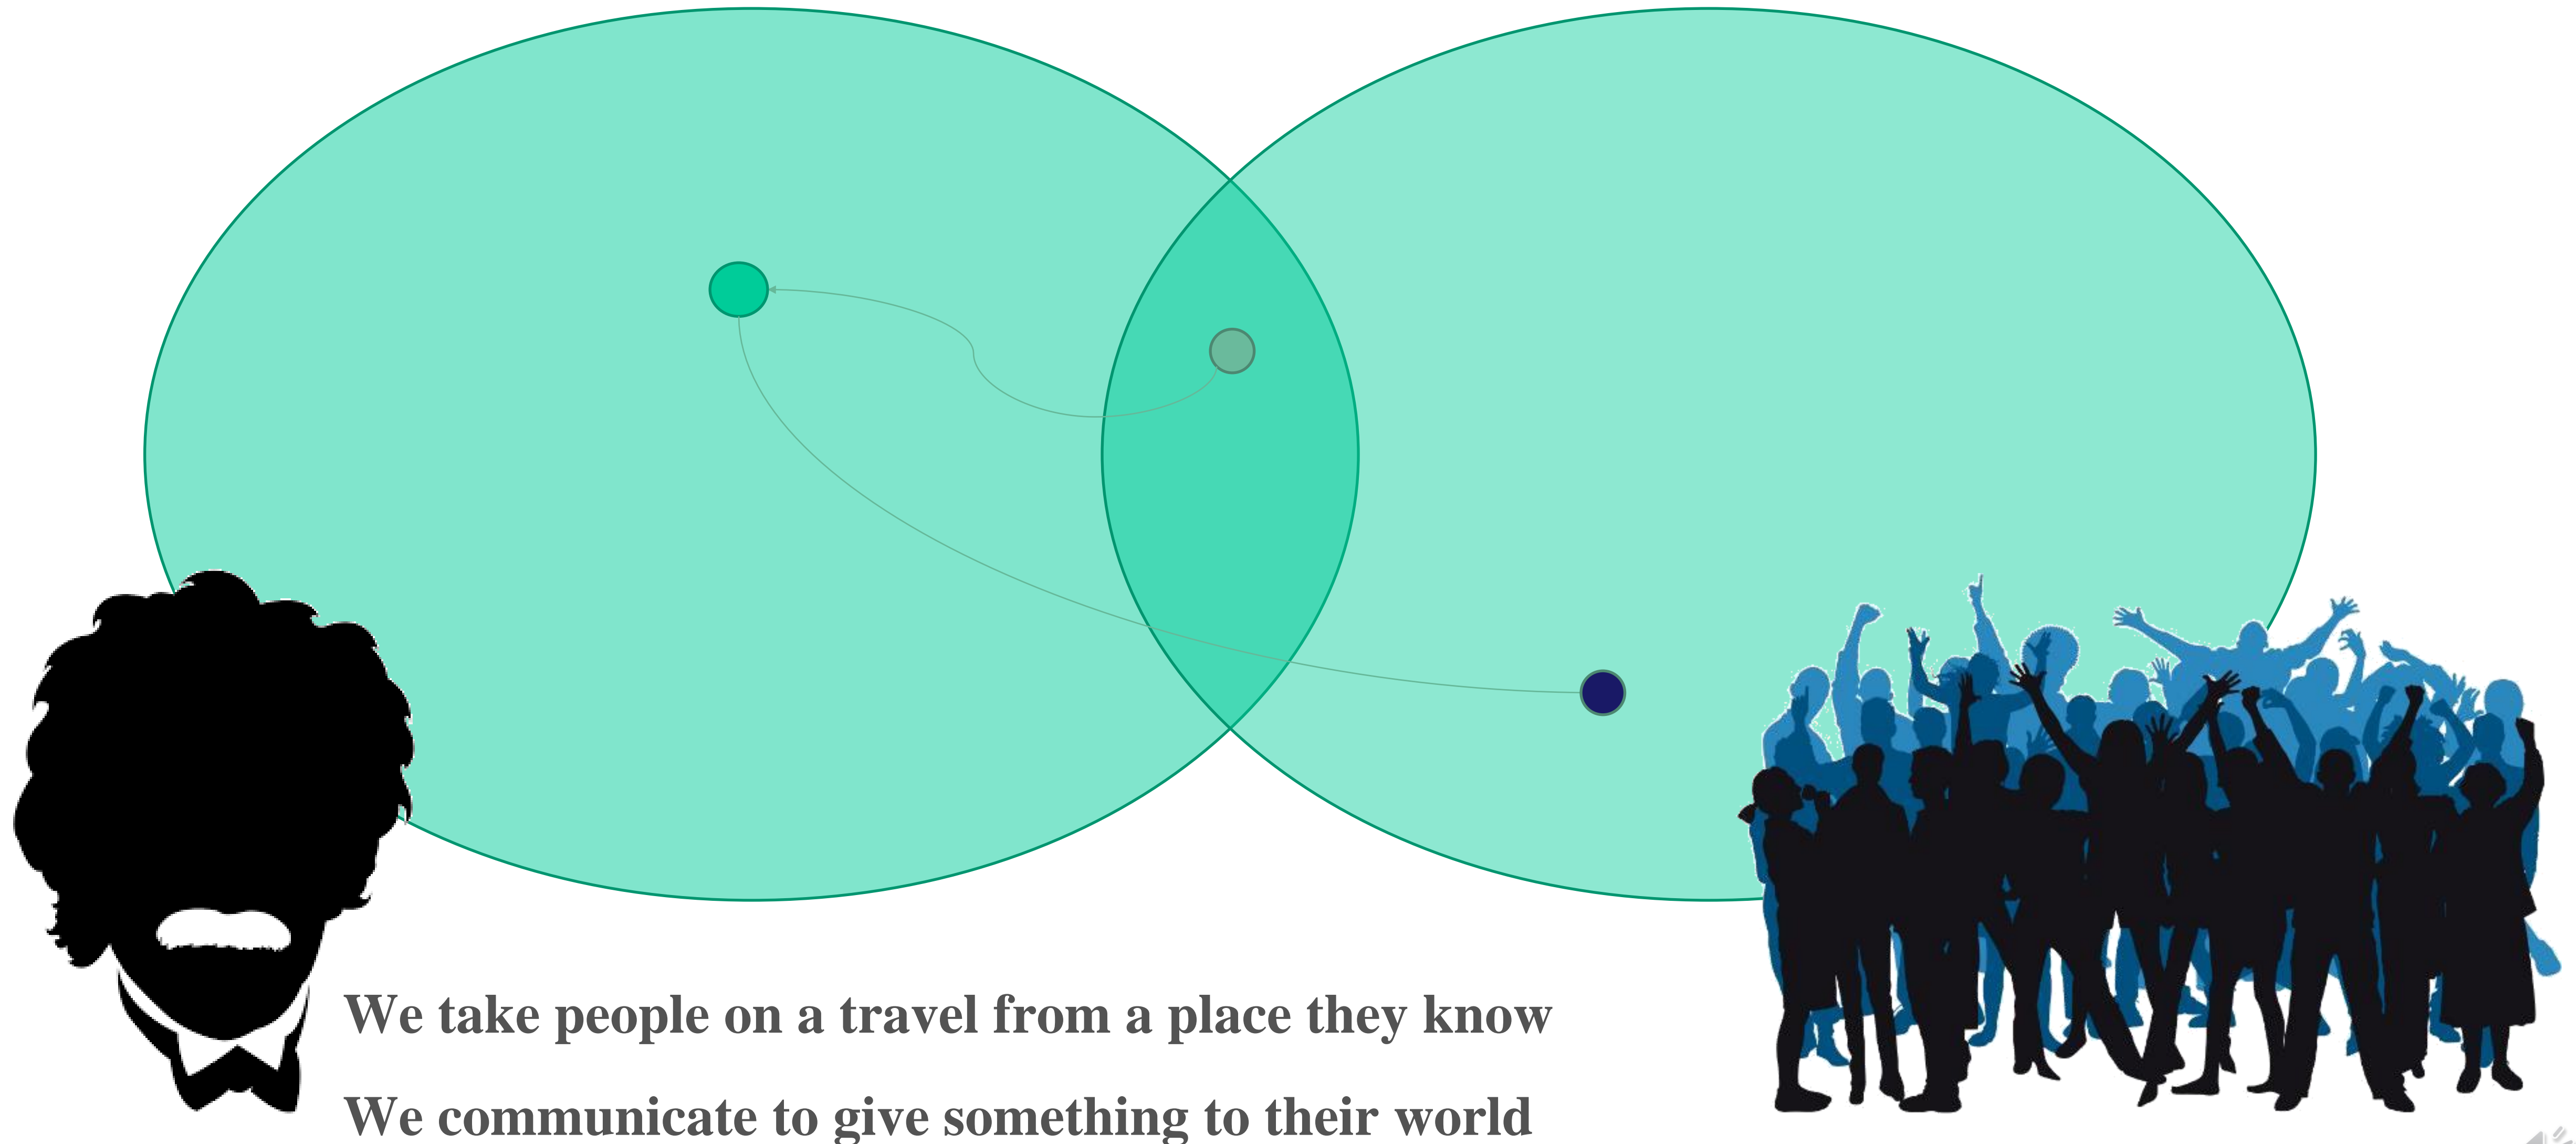 We take people on a travel from a place they know
We communicate to give something to their world